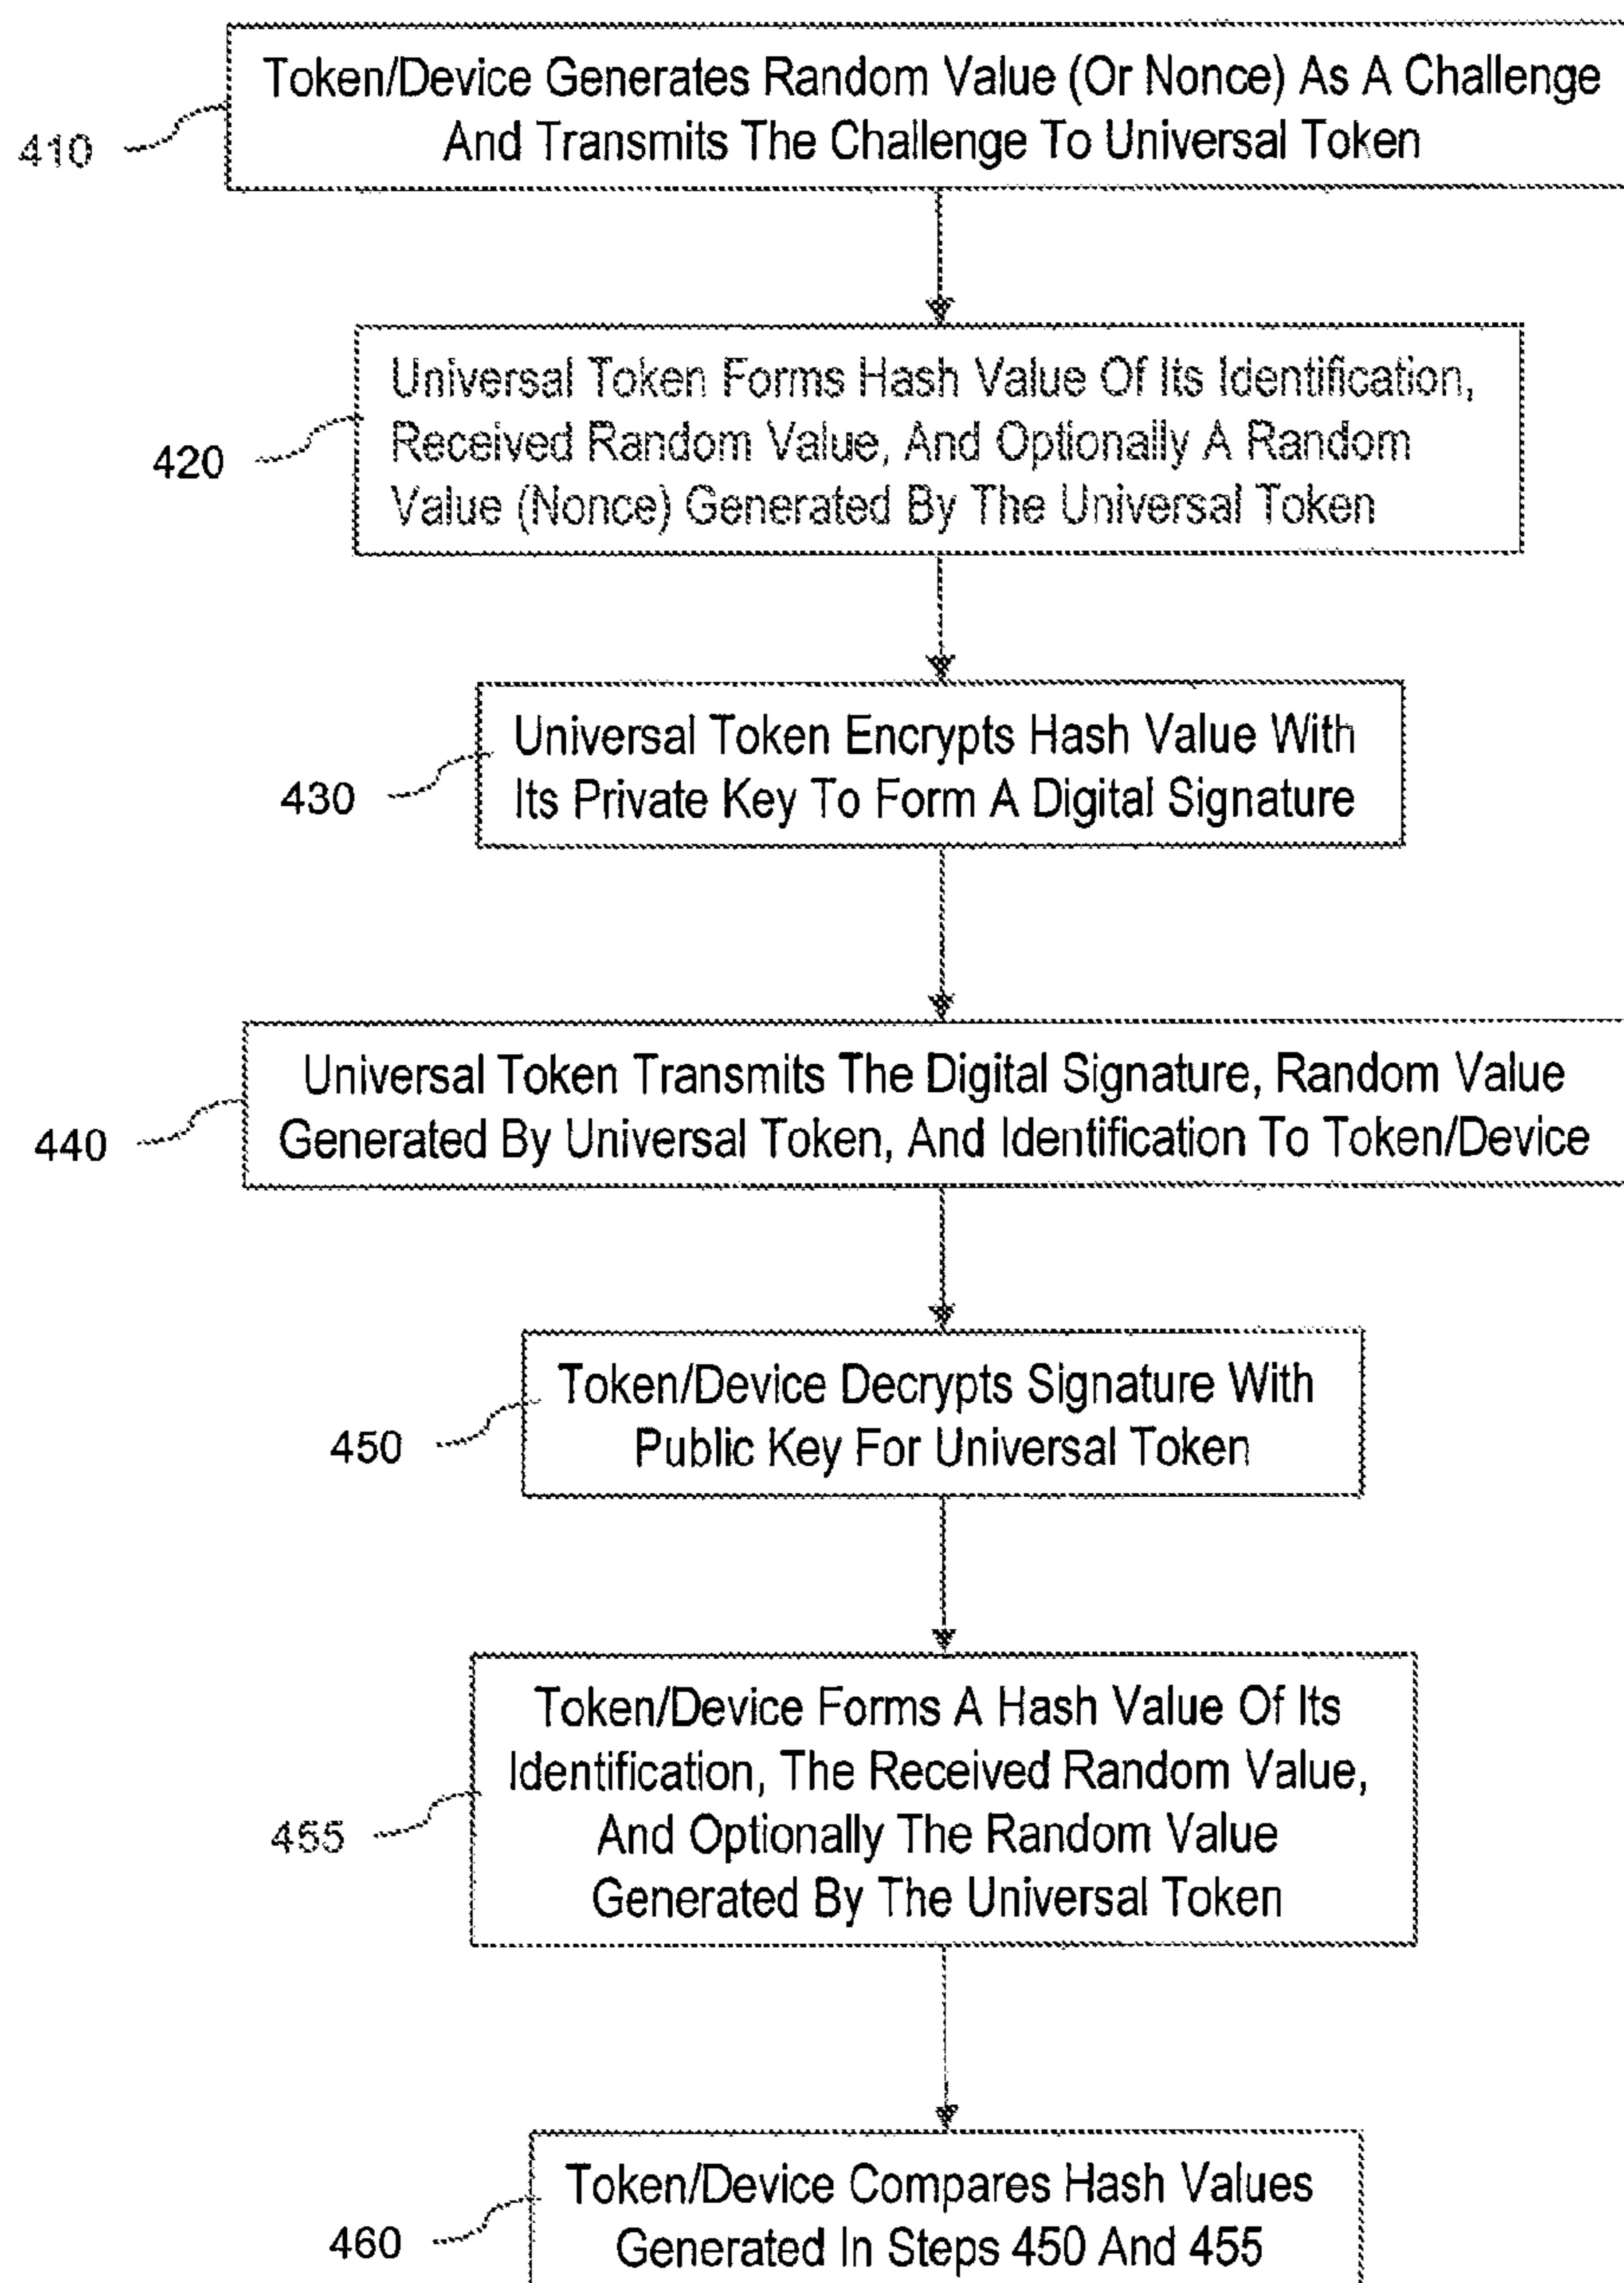 Token/Device Generates Random Value (Or Nonce) As A Challenge
And Transmits The Challenge To Universal Token
410
Universal Token Forms Hash Value Of Its Identification,
Received Random Value, And Optionally A Random
Value (Nonce) Generated By The Universal Token
420
Universal Token Encrypts Hash Value With
Its Private Key To Form A Digital Signature
430
Universal Token Transmits The Digital Signature, Random Value
Generated By Universal Token, And Identification To Token/Device
440
Token/Device Decrypts Signature With
Public Key For Universal Token
450
Token/Device Forms A Hash Value Of Its
Identification, The Received Random Value,
And Optionally The Random Value
Generated By The Universal Token
455
Token/Device Compares Hash Values
Generated In Steps 450 And 455
460